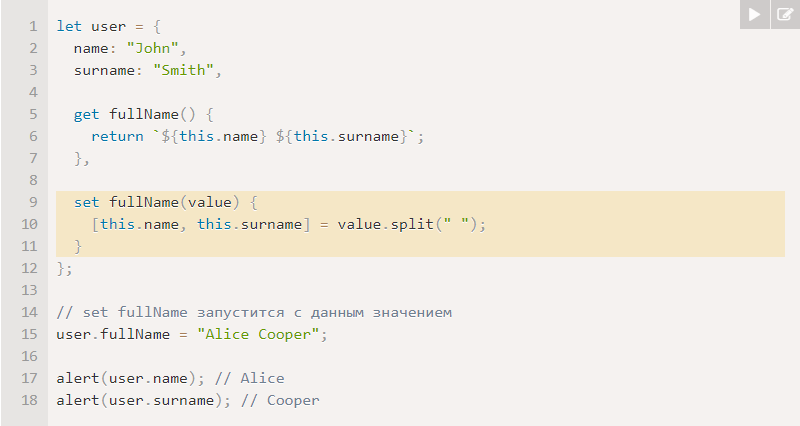 1 let user = {
2   name: "John",
3   surname: "Smith",
4
5   get fullName() {
6     return `${this.name} ${this.surname}`;
7   },
8
9   set fullName(value) {
10     [this.name, this.surname] = value.split(" ");
11   }
12 };
13
14 // set fullName запустится с данным значением
15 user.fullName = "Alice Cooper";
16
17 alert(user.name); // Alice
18 alert(user.surname); // Cooper